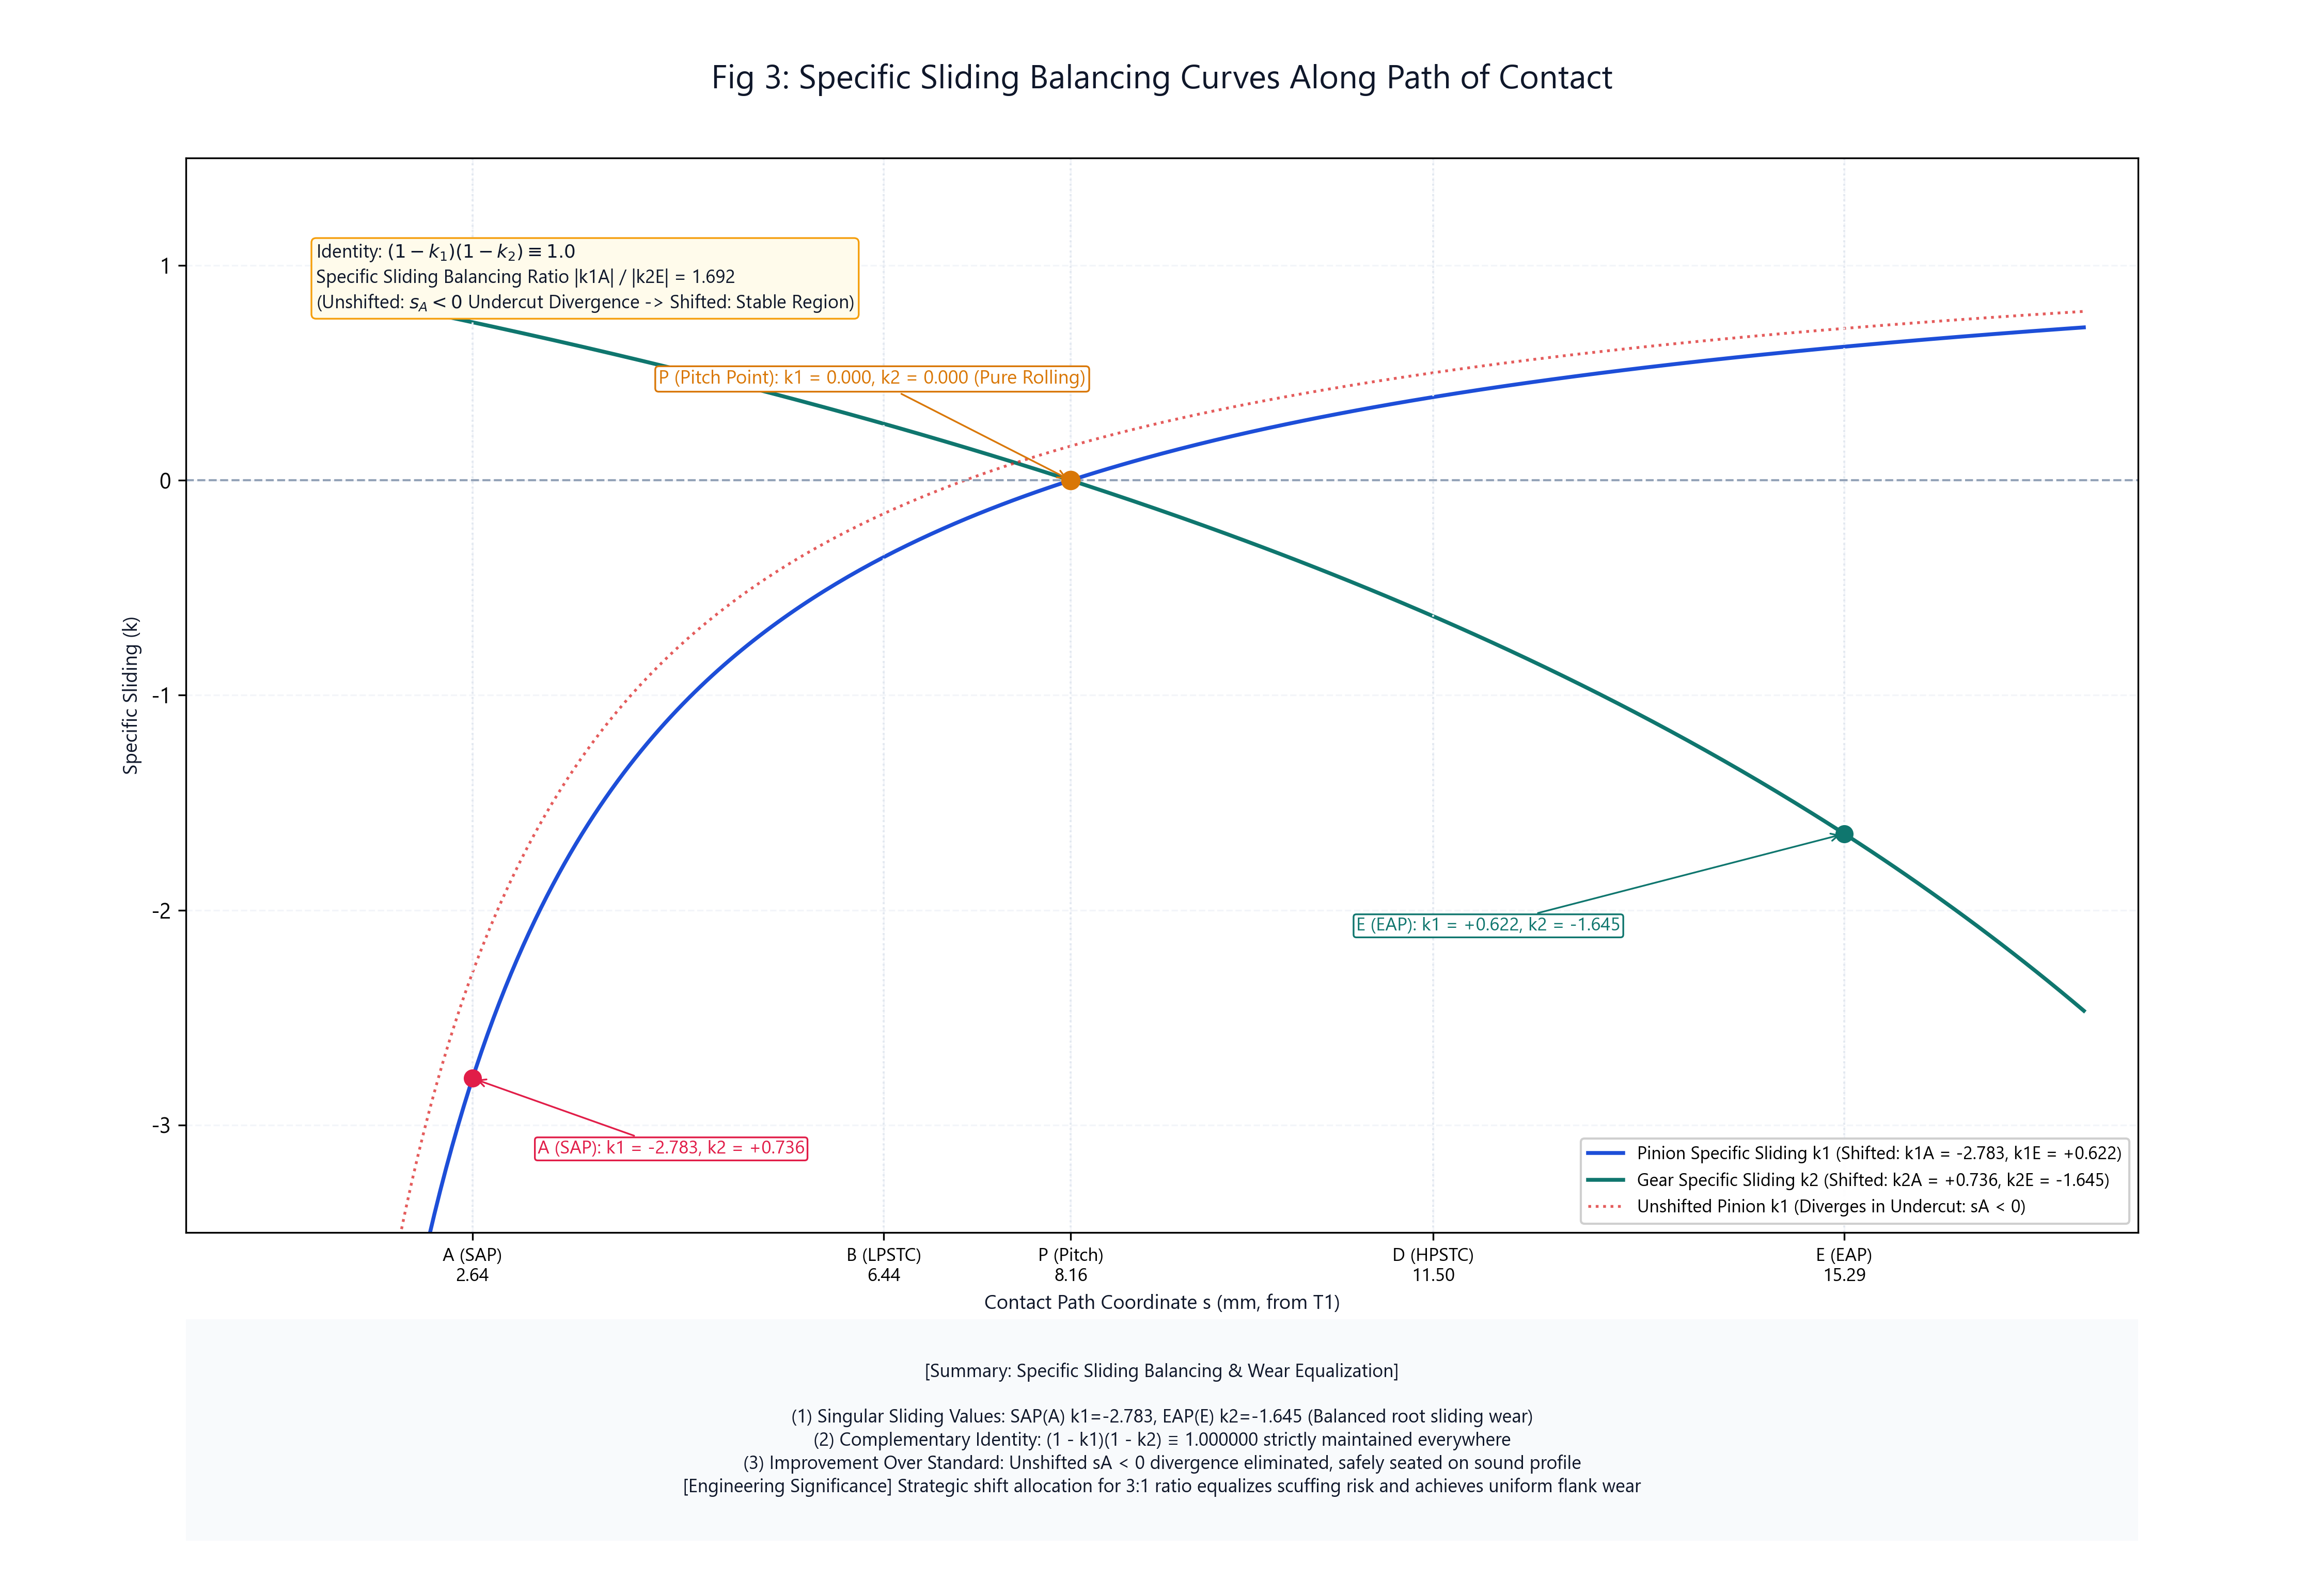 Fig 3: Specific Sliding Balancing Curves Along Path of Contact
Identity: (1 − k₁)(1 − k₂) ≡ 1.0
Specific Sliding Balancing Ratio |k1A| / |k2E| = 1.692
(Unshifted: s_A < 0 Undercut Divergence -> Shifted: Stable Region)
P (Pitch Point): k1 = 0.000, k2 = 0.000 (Pure Rolling)
E (EAP): k1 = +0.622, k2 = -1.645
A (SAP): k1 = -2.783, k2 = +0.736
Specific Sliding (k)
1
0
-1
-2
-3
Pinion Specific Sliding k1 (Shifted: k1A = -2.783, k1E = +0.622)
Gear Specific Sliding k2 (Shifted: k2A = +0.736, k2E = -1.645)
Unshifted Pinion k1 (Diverges in Undercut: sA < 0)
A (SAP)
2.64
B (LPSTC)
6.44
P (Pitch)
8.16
D (HPSTC)
11.50
E (EAP)
15.29
Contact Path Coordinate s (mm, from T1)
[Summary: Specific Sliding Balancing & Wear Equalization]
(1) Singular Sliding Values: SAP(A) k1=-2.783, EAP(E) k2=-1.645 (Balanced root sliding wear)
(2) Complementary Identity: (1 - k1)(1 - k2) ≡ 1.000000 strictly maintained everywhere
(3) Improvement Over Standard: Unshifted sA < 0 divergence eliminated, safely seated on sound profile
[Engineering Significance] Strategic shift allocation for 3:1 ratio equalizes scuffing risk and achieves uniform flank wear